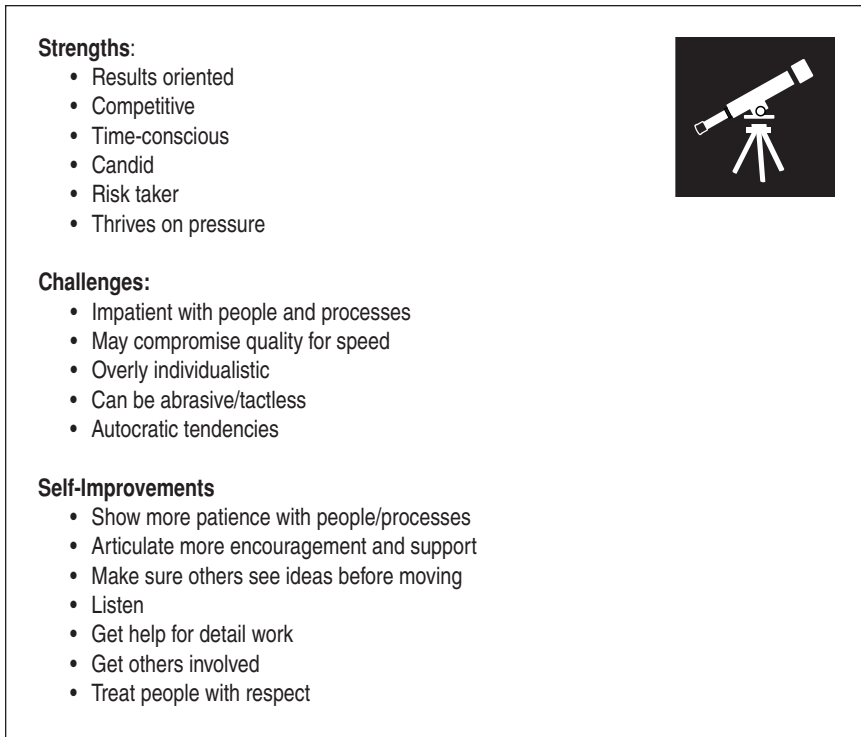 Strengths:
• Results oriented
• Competitive
• Time-conscious
• Candid
• Risk taker
• Thrives on pressure
Challenges:
• Impatient with people and processes
• May compromise quality for speed
• Overly individualistic
• Can be abrasive/tactless
• Autocratic tendencies
Self-Improvements
• Show more patience with people/processes
• Articulate more encouragement and support
• Make sure others see ideas before moving
• Listen
• Get help for detail work
• Get others involved
• Treat people with respect